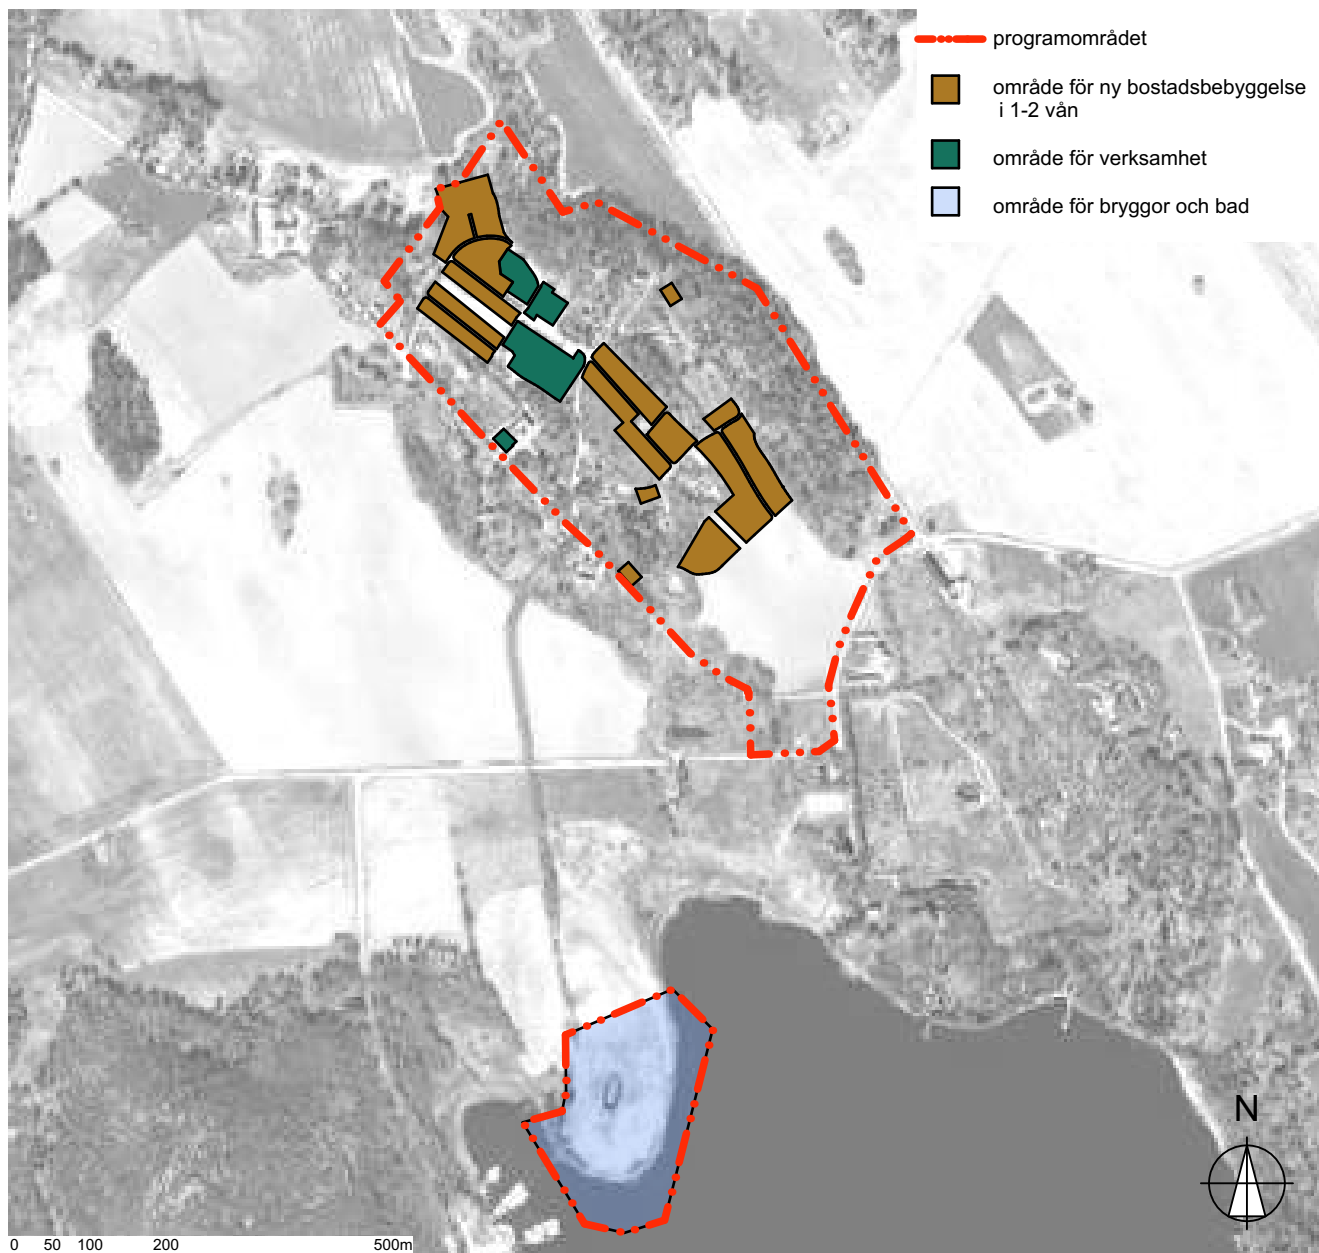 programområdet
område för ny bostadsbebyggelse
i 1-2 vån
område för verksamhet
område för bryggor och bad
N
0 50 100 200 500m